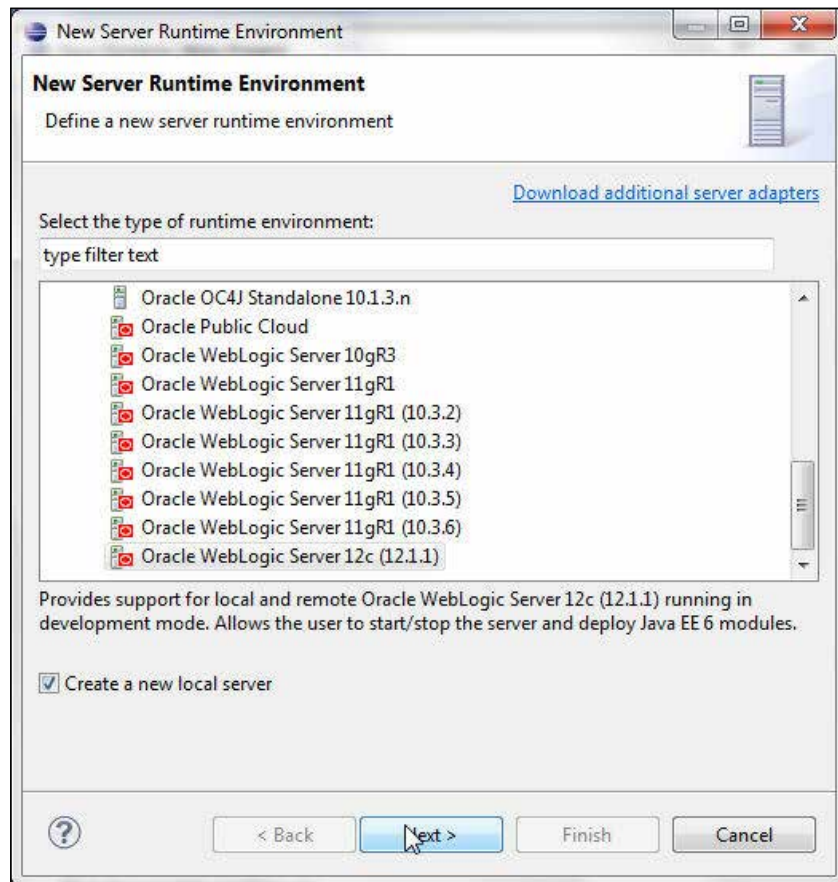 New Server Runtime Environment
New Server Runtime Environment
Define a new server runtime environment
Download additional server adapters
Select the type of runtime environment:
type filter text
Oracle OC4J Standalone 10.1.3.n
Oracle Public Cloud
Oracle WebLogic Server 10gR3
Oracle WebLogic Server 11gR1
Oracle WebLogic Server 11gR1 (10.3.2)
Oracle WebLogic Server 11gR1 (10.3.3)
Oracle WebLogic Server 11gR1 (10.3.4)
Oracle WebLogic Server 11gR1 (10.3.5)
Oracle WebLogic Server 11gR1 (10.3.6)
Oracle WebLogic Server 12c (12.1.1)
Provides support for local and remote Oracle WebLogic Server 12c (12.1.1) running in
development mode. Allows the user to start/stop the server and deploy Java EE 6 modules.
Create a new local server
? < Back Next > Finish Cancel